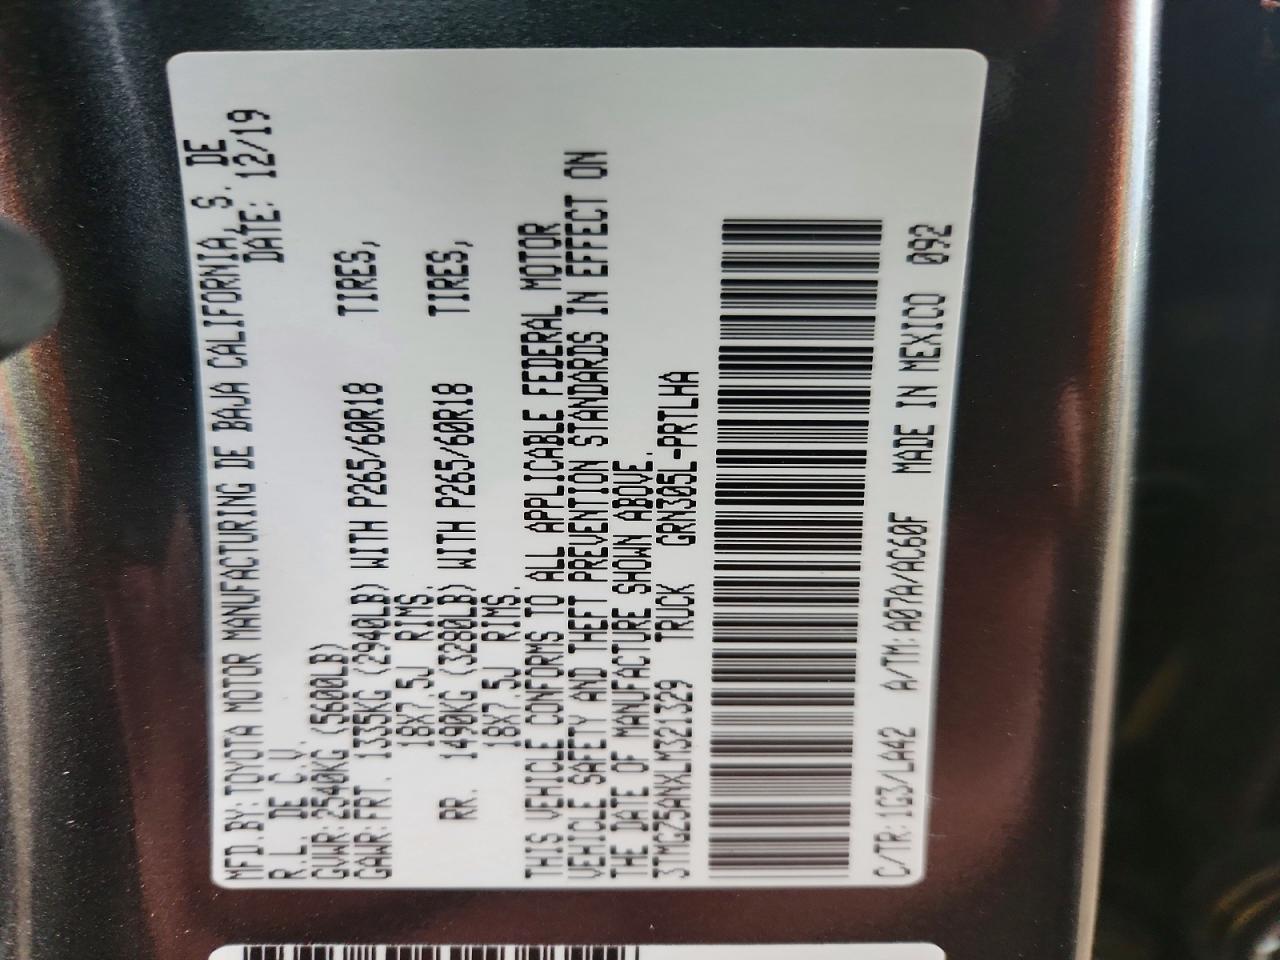 MFD.BY:TOYOTA MOTOR MANUFACTURING DE BAJA CALIFORNIA, S. DE
R.L. DE C.V. DATE: 12/19
GVWR:2540KG (5600LB)
GAWR:FRT. 1335KG (2940LB) WITH P265/60R18 TIRES,
18X7.5J RIMS.
RR. 1490KG (3280LB) WITH P265/60R18 TIRES,
18X7.5J RIMS.
THIS VEHICLE CONFORMS TO ALL APPLICABLE FEDERAL MOTOR
VEHICLE SAFETY AND THEFT PREVENTION STANDARDS IN EFFECT ON
THE DATE OF MANUFACTURE SHOWN ABOVE.
3TMGZ5ANXLM321329 TRUCK GRN305L-PRTLHA
C/TR:1G3/LA42 A/TM:A07A/AC60F MADE IN MEXICO 092